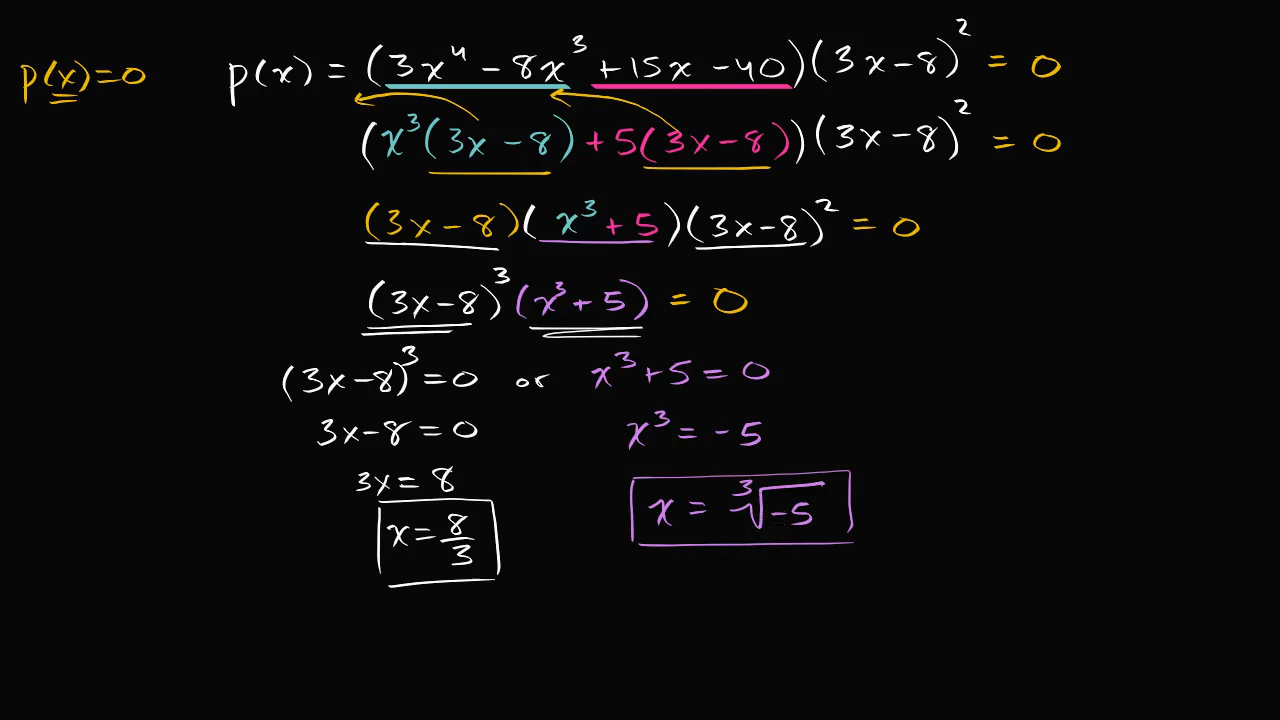 p(x)=0 p(x) = (3x⁴ - 8x³ + 15x - 40)(3x-8)² = 0
(x³(3x-8) + 5(3x-8))(3x-8)² = 0
(3x-8)(x³+5)(3x-8)² = 0
(3x-8)³(x³+5) = 0
(3x-8)³=0 or x³+5=0
3x-8=0 x³=-5
3x=8
x=8/3 x=∛-5